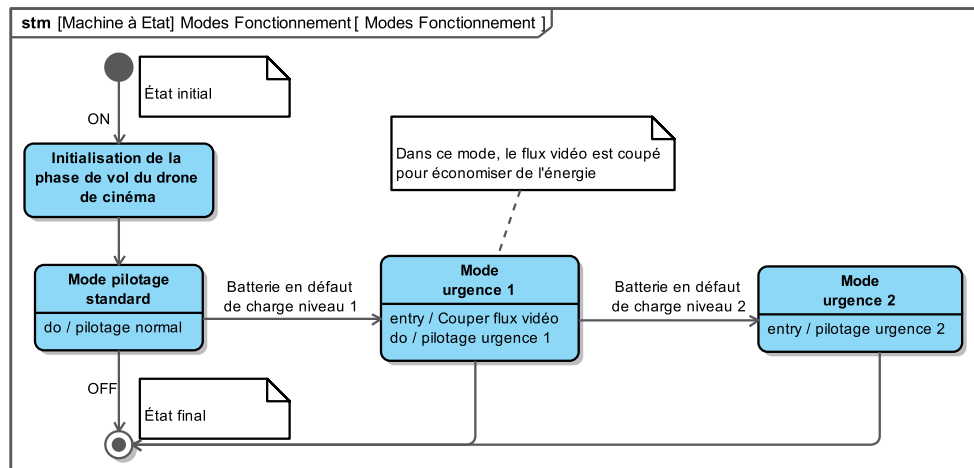 stm [Machine à Etat] Modes Fonctionnement [ Modes Fonctionnement ]
État initial
ON
Initialisation de la
phase de vol du drone
de cinéma
Dans ce mode, le flux vidéo est coupé
pour économiser de l'énergie
Mode pilotage
standard
do / pilotage normal
Batterie en défaut
de charge niveau 1
Mode
urgence 1
entry / Couper flux vidéo
do / pilotage urgence 1
Batterie en défaut
de charge niveau 2
Mode
urgence 2
entry / pilotage urgence 2
OFF
État final